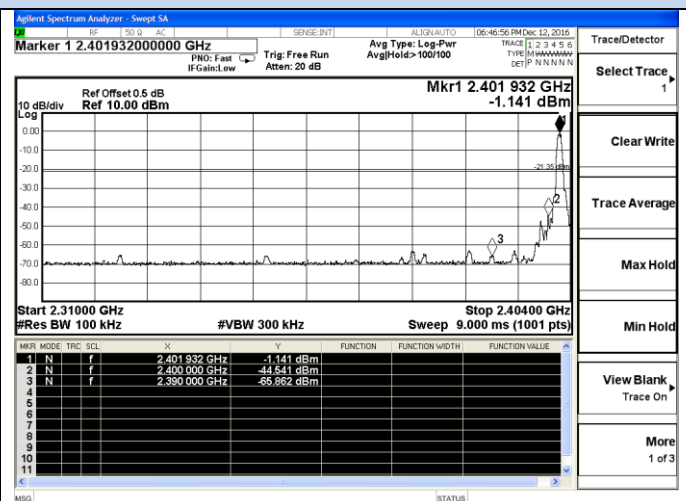 Agilent Spectrum Analyzer - Swept SA
RF 50 Ω AC SENSE:INT ALIGN AUTO 06:46:56 PM Dec 12, 2016
Marker 1 2.401932000000 GHz
PNO: Fast
IFGain:Low
Trig: Free Run
Atten: 20 dB
Avg Type: Log-Pwr
Avg|Hold:> 100/100
TRACE 1 2 3 4 5 6
TYPE M
DET P N N N N N
Ref Offset 0.5 dB
10 dB/div Ref 10.00 dBm
Log
Mkr1 2.401 932 GHz
-1.141 dBm
0.00
-10.0
-20.0
-30.0
-40.0
-50.0
-60.0
-70.0
-80.0
1
-21.35 dBm
2
3
Start 2.31000 GHz Stop 2.40400 GHz
#Res BW 100 kHz #VBW 300 kHz Sweep 9.000 ms (1001 pts)
MKR MODE TRC SCL X Y FUNCTION FUNCTION WIDTH FUNCTION VALUE
1 N f 2.401 932 GHz -1.141 dBm
2 N f 2.400 000 GHz -44.541 dBm
3 N f 2.390 000 GHz -65.862 dBm
4
5
6
7
8
9
10
11
MSG STATUS
Trace/Detector
Select Trace
1
Clear Write
Trace Average
Max Hold
Min Hold
View Blank
Trace On
More
1 of 3